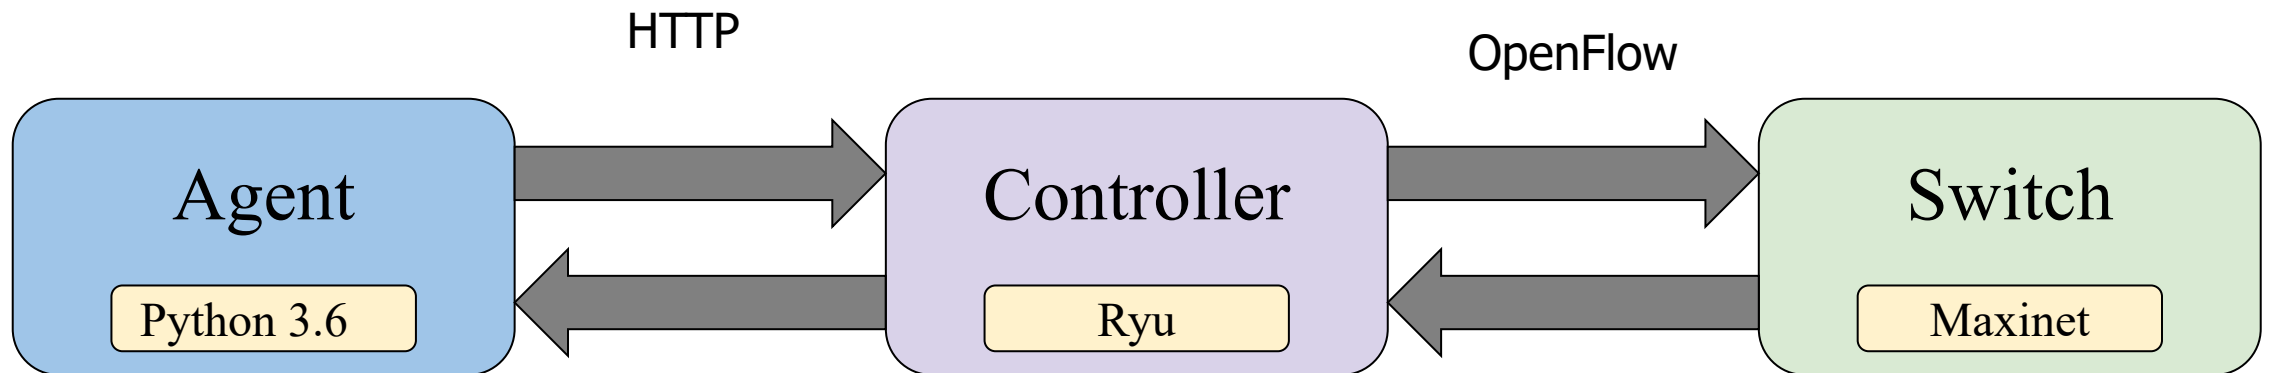 HTTP
OpenFlow
Agent
Controller
Switch
Python 3.6
Ryu
Maxinet